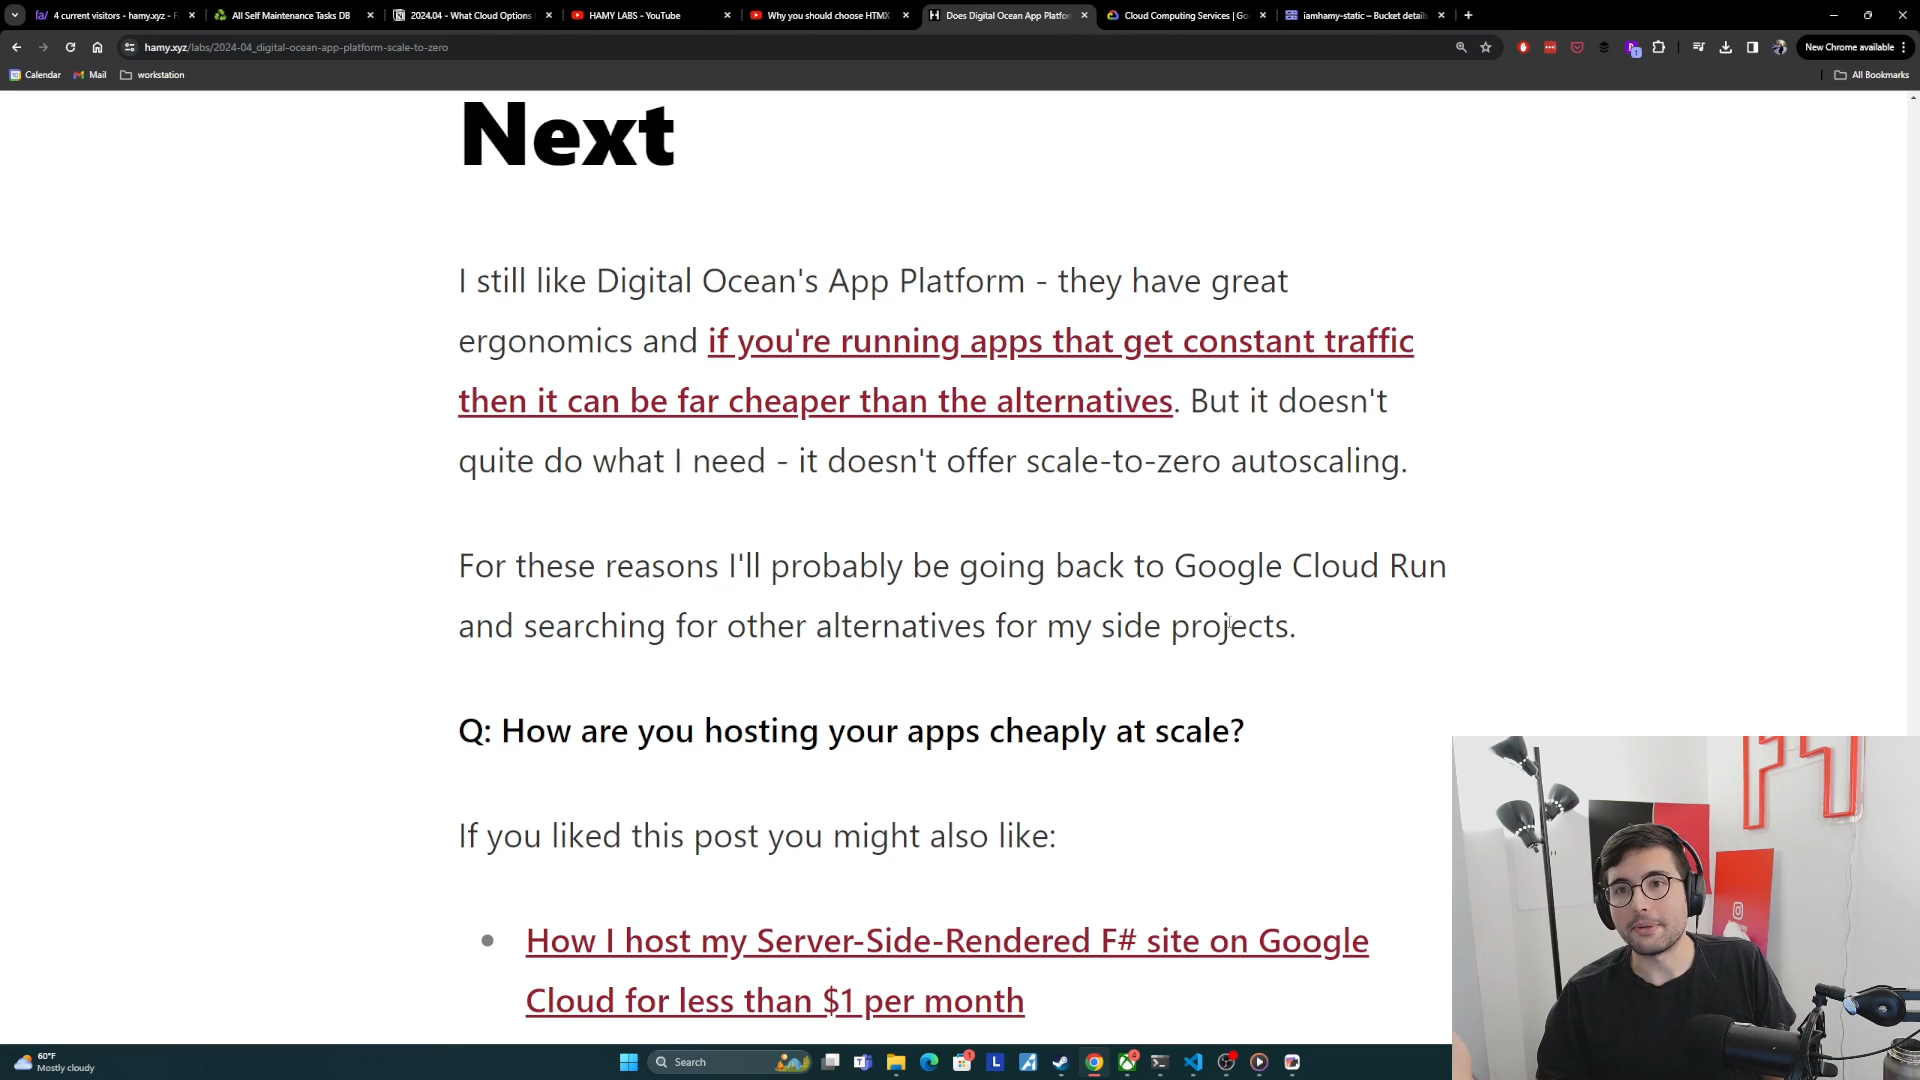 4 current visitors - hamy.xyz - F
All Self Maintenance Tasks DB
2024.04 - What Cloud Options
HAMY LABS - YouTube
Why you should choose HTMX
Does Digital Ocean App Platfo
Cloud Computing Services | Go
iamhamy-static – Bucket detail
hamy.xyz/labs/2024-04_digital-ocean-app-platform-scale-to-zero
New Chrome available
Calendar
Mail
workstation
All Bookmarks
Next
I still like Digital Ocean's App Platform - they have great
ergonomics and if you're running apps that get constant traffic
then it can be far cheaper than the alternatives. But it doesn't
quite do what I need - it doesn't offer scale-to-zero autoscaling.
For these reasons I'll probably be going back to Google Cloud Run
and searching for other alternatives for my side projects.
Q: How are you hosting your apps cheaply at scale?
If you liked this post you might also like:
How I host my Server-Side-Rendered F# site on Google
Cloud for less than $1 per month
60°F
Mostly cloudy
Search